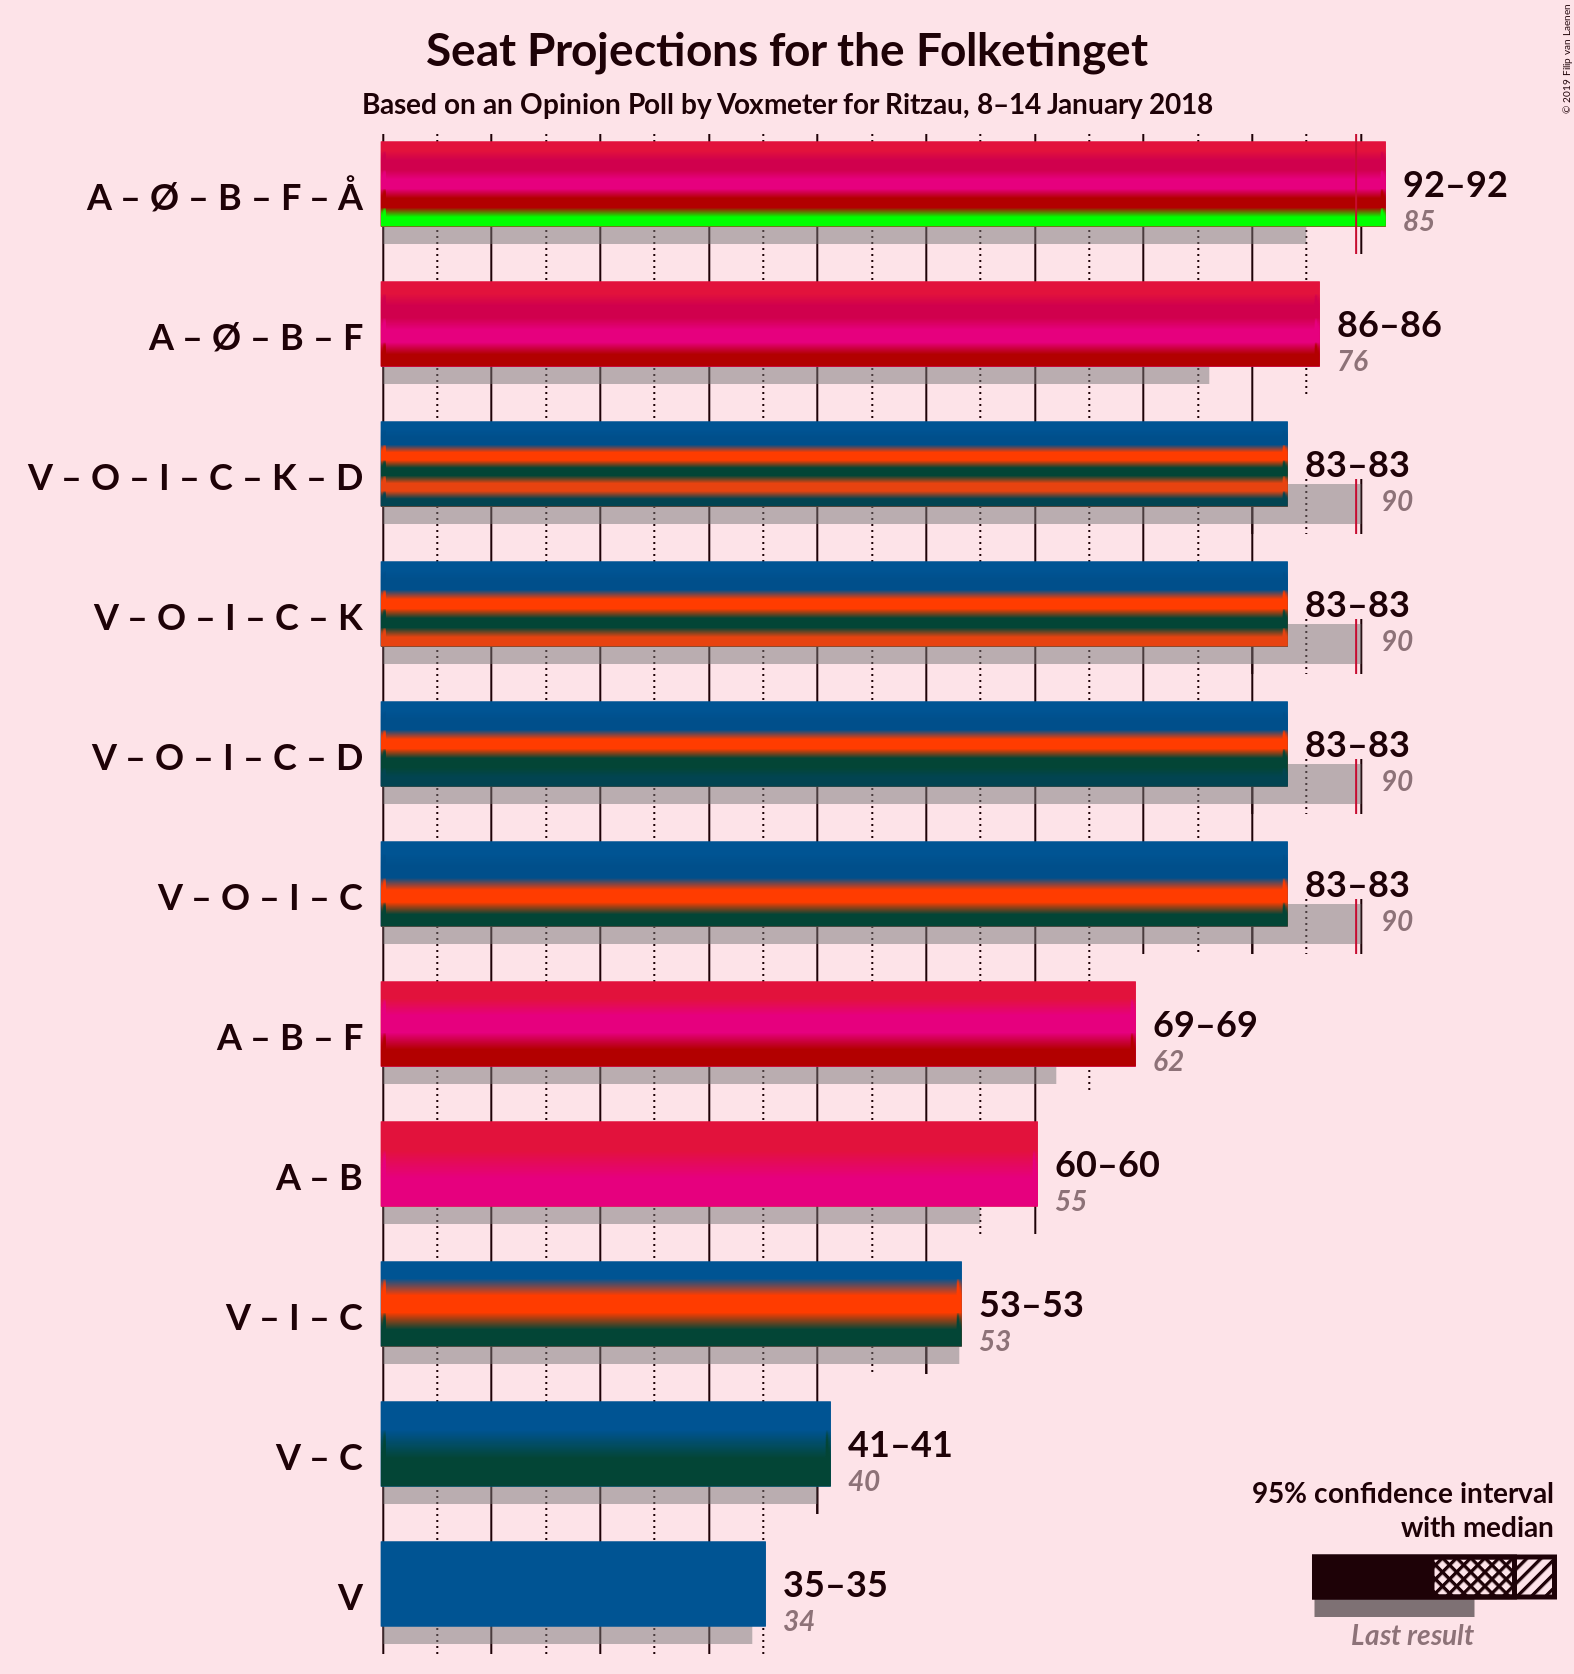 Seat Projections for the Folketinget
Based on an Opinion Poll by Voxmeter for Ritzau, 8–14 January 2018
© 2019 Filip van Laenen
A – Ø – B – F – Å
92–92
85
A – Ø – B – F
86–86
76
V – O – I – C – K – D
83–83
90
V – O – I – C – K
83–83
90
V – O – I – C – D
83–83
90
V – O – I – C
83–83
90
A – B – F
69–69
62
A – B
60–60
55
V – I – C
53–53
53
V – C
41–41
40
V
35–35
34
95% confidence interval
with median
Last result